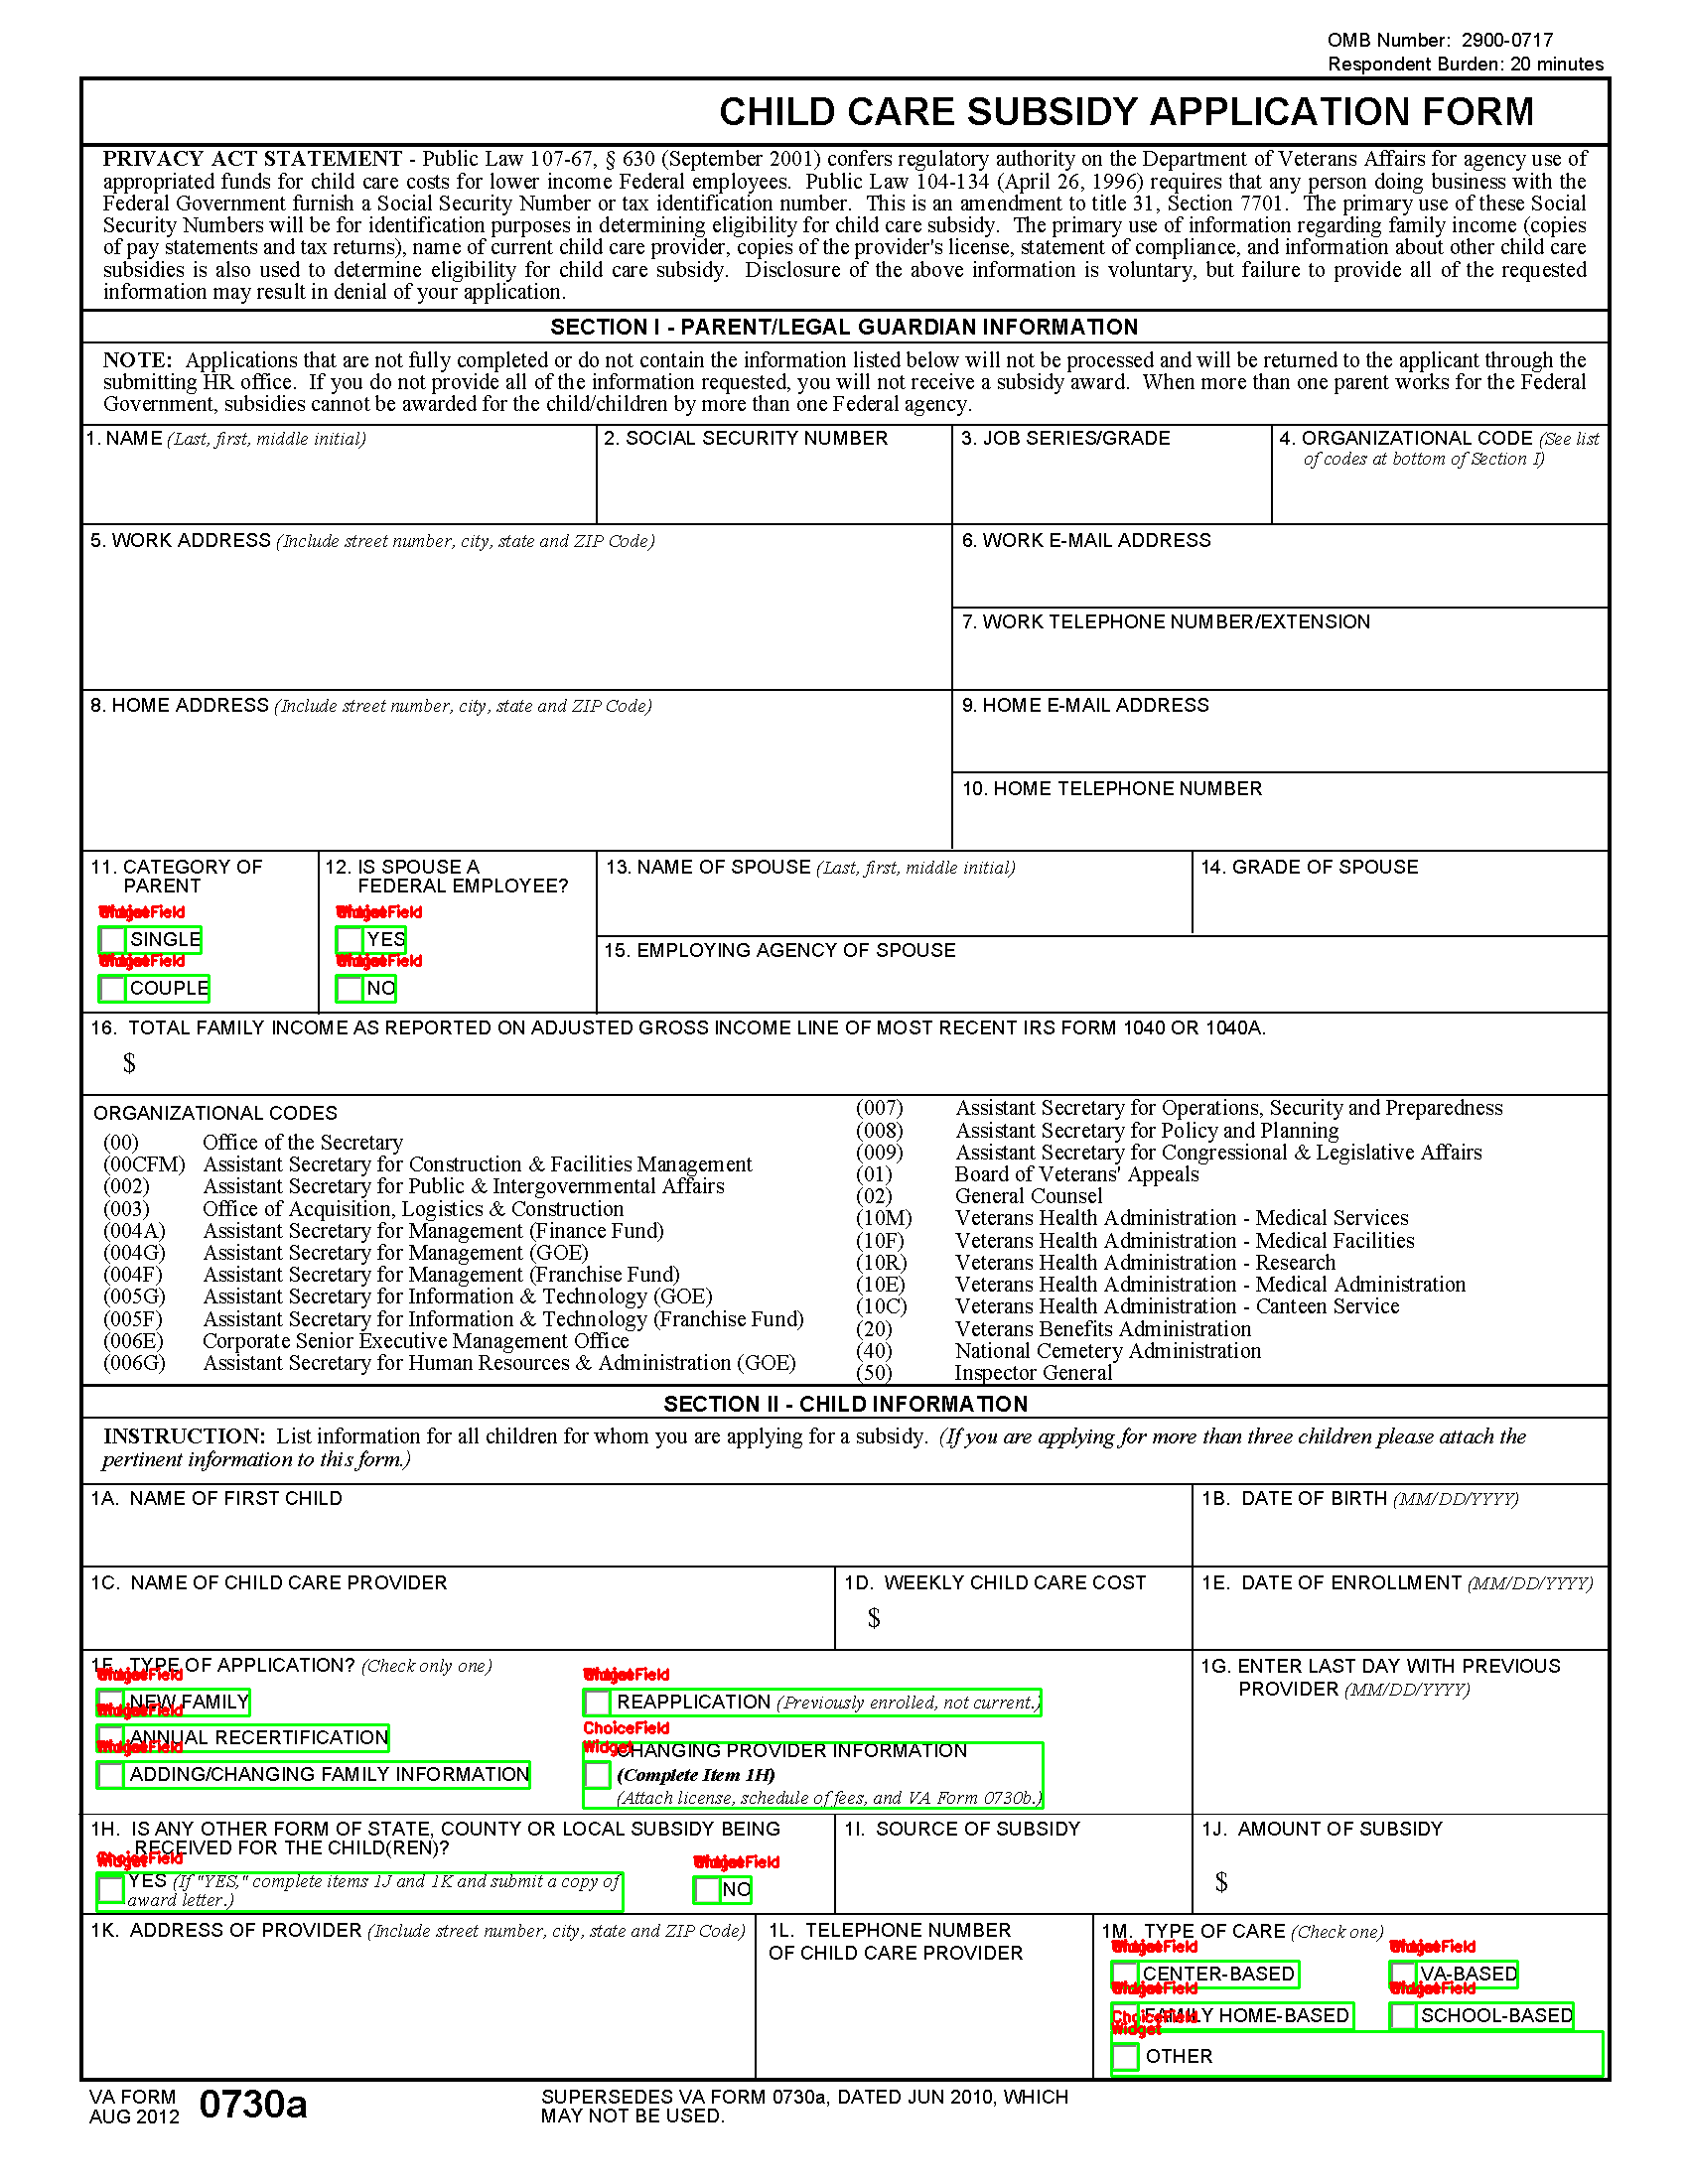 OMB Number: 2900-0717
Respondent Burden: 20 minutes
CHILD CARE SUBSIDY APPLICATION FORM
PRIVACY ACT STATEMENT - Public Law 107-67, § 630 (September 2001) confers regulatory authority on the Department of Veterans Affairs for agency use of
appropriated funds for child care costs for lower income Federal employees. Public Law 104-134 (April 26, 1996) requires that any person doing business with the
Federal Government furnish a Social Security Number or tax identification number. This is an amendment to title 31, Section 7701. The primary use of these Social
Security Numbers will be for identification purposes in determining eligibility for child care subsidy. The primary use of information regarding family income (copies
of pay statements and tax returns), name of current child care provider, copies of the provider's license, statement of compliance, and information about other child care
subsidies is also used to determine eligibility for child care subsidy. Disclosure of the above information is voluntary, but failure to provide all of the requested
information may result in denial of your application.
SECTION I - PARENT/LEGAL GUARDIAN INFORMATION
NOTE: Applications that are not fully completed or do not contain the information listed below will not be processed and will be returned to the applicant through the
submitting HR office. If you do not provide all of the information requested, you will not receive a subsidy award. When more than one parent works for the Federal
Government, subsidies cannot be awarded for the child/children by more than one Federal agency.
1. NAME (Last, first, middle initial)
2. SOCIAL SECURITY NUMBER
3. JOB SERIES/GRADE
4. ORGANIZATIONAL CODE (See list
of codes at bottom of Section I)
5. WORK ADDRESS (Include street number, city, state and ZIP Code)
6. WORK E-MAIL ADDRESS
7. WORK TELEPHONE NUMBER/EXTENSION
8. HOME ADDRESS (Include street number, city, state and ZIP Code)
9. HOME E-MAIL ADDRESS
10. HOME TELEPHONE NUMBER
11. CATEGORY OF
PARENT
ChoiceField
SINGLE
ChoiceField
COUPLE
12. IS SPOUSE A
FEDERAL EMPLOYEE?
ChoiceField
YES
ChoiceField
NO
13. NAME OF SPOUSE (Last, first, middle initial)
14. GRADE OF SPOUSE
15. EMPLOYING AGENCY OF SPOUSE
16. TOTAL FAMILY INCOME AS REPORTED ON ADJUSTED GROSS INCOME LINE OF MOST RECENT IRS FORM 1040 OR 1040A.
$
ORGANIZATIONAL CODES
(00) Office of the Secretary
(00CFM) Assistant Secretary for Construction & Facilities Management
(002) Assistant Secretary for Public & Intergovernmental Affairs
(003) Office of Acquisition, Logistics & Construction
(004A) Assistant Secretary for Management (Finance Fund)
(004G) Assistant Secretary for Management (GOE)
(004F) Assistant Secretary for Management (Franchise Fund)
(005G) Assistant Secretary for Information & Technology (GOE)
(005F) Assistant Secretary for Information & Technology (Franchise Fund)
(006E) Corporate Senior Executive Management Office
(006G) Assistant Secretary for Human Resources & Administration (GOE)
(007) Assistant Secretary for Operations, Security and Preparedness
(008) Assistant Secretary for Policy and Planning
(009) Assistant Secretary for Congressional & Legislative Affairs
(01) Board of Veterans' Appeals
(02) General Counsel
(10M) Veterans Health Administration - Medical Services
(10F) Veterans Health Administration - Medical Facilities
(10R) Veterans Health Administration - Research
(10E) Veterans Health Administration - Medical Administration
(10C) Veterans Health Administration - Canteen Service
(20) Veterans Benefits Administration
(40) National Cemetery Administration
(50) Inspector General
SECTION II - CHILD INFORMATION
INSTRUCTION: List information for all children for whom you are applying for a subsidy. (If you are applying for more than three children please attach the
pertinent information to this form.)
1A. NAME OF FIRST CHILD
1B. DATE OF BIRTH (MM/DD/YYYY)
1C. NAME OF CHILD CARE PROVIDER
1D. WEEKLY CHILD CARE COST
$
1E. DATE OF ENROLLMENT (MM/DD/YYYY)
1F. TYPE OF APPLICATION? (Check only one)
ChoiceField
NEW FAMILY
ChoiceField
ANNUAL RECERTIFICATION
ChoiceField
ADDING/CHANGING FAMILY INFORMATION
ChoiceField
REAPPLICATION (Previously enrolled, not current.)
ChoiceField
Widget
CHANGING PROVIDER INFORMATION
(Complete Item 1H)
(Attach license, schedule of fees, and VA Form 0730b.)
1G. ENTER LAST DAY WITH PREVIOUS
PROVIDER (MM/DD/YYYY)
1H. IS ANY OTHER FORM OF STATE, COUNTY OR LOCAL SUBSIDY BEING
RECEIVED FOR THE CHILD(REN)?
ChoiceField
Widget
YES (If "YES," complete items 1J and 1K and submit a copy of
award letter.)
ChoiceField
NO
1I. SOURCE OF SUBSIDY
1J. AMOUNT OF SUBSIDY
$
1K. ADDRESS OF PROVIDER (Include street number, city, state and ZIP Code)
1L. TELEPHONE NUMBER
OF CHILD CARE PROVIDER
1M. TYPE OF CARE (Check one)
ChoiceField
CENTER-BASED
ChoiceField
VA-BASED
ChoiceField
FAMILY HOME-BASED
ChoiceField
SCHOOL-BASED
ChoiceField
Widget
OTHER
VA FORM
AUG 2012
0730a
SUPERSEDES VA FORM 0730a, DATED JUN 2010, WHICH
MAY NOT BE USED.